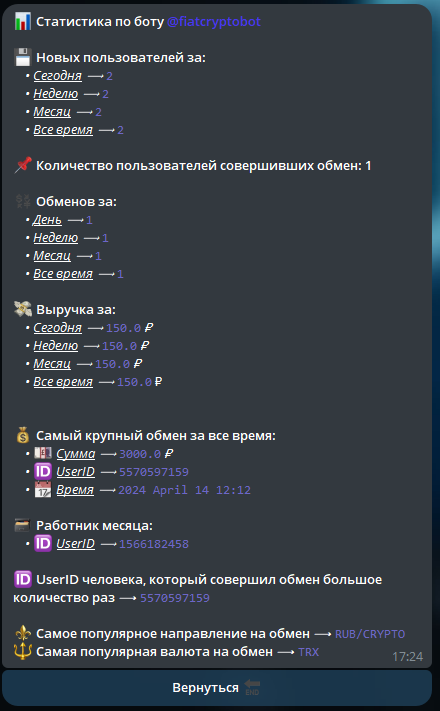 📊 Статистика по боту @fiatcryptobot
💾 Новых пользователей за:
• Сегодня ⟶ 2
• Неделю ⟶ 2
• Месяц ⟶ 2
• Все время ⟶ 2
📌 Количество пользователей совершивших обмен: 1
Обменов за:
• День ⟶ 1
• Неделю ⟶ 1
• Месяц ⟶ 1
• Все время ⟶ 1
💸 Выручка за:
• Сегодня ⟶ 150.0 ₽
• Неделю ⟶ 150.0 ₽
• Месяц ⟶ 150.0 ₽
• Все время ⟶ 150.0 ₽
💰 Самый крупный обмен за все время:
• 💷 Сумма ⟶ 3000.0 ₽
• 🆔 UserID ⟶ 5570597159
• 📆 Время ⟶ 2024 April 14 12:12
💳 Работник месяца:
• 🆔 UserID ⟶ 1566182458
🆔 UserID человека, который совершил обмен большое
количество раз ⟶ 5570597159
⚜️ Самое популярное направление на обмен ⟶ RUB/CRYPTO
🔱 Самая популярная валюта на обмен ⟶ TRX
17:24
Вернуться 🔚